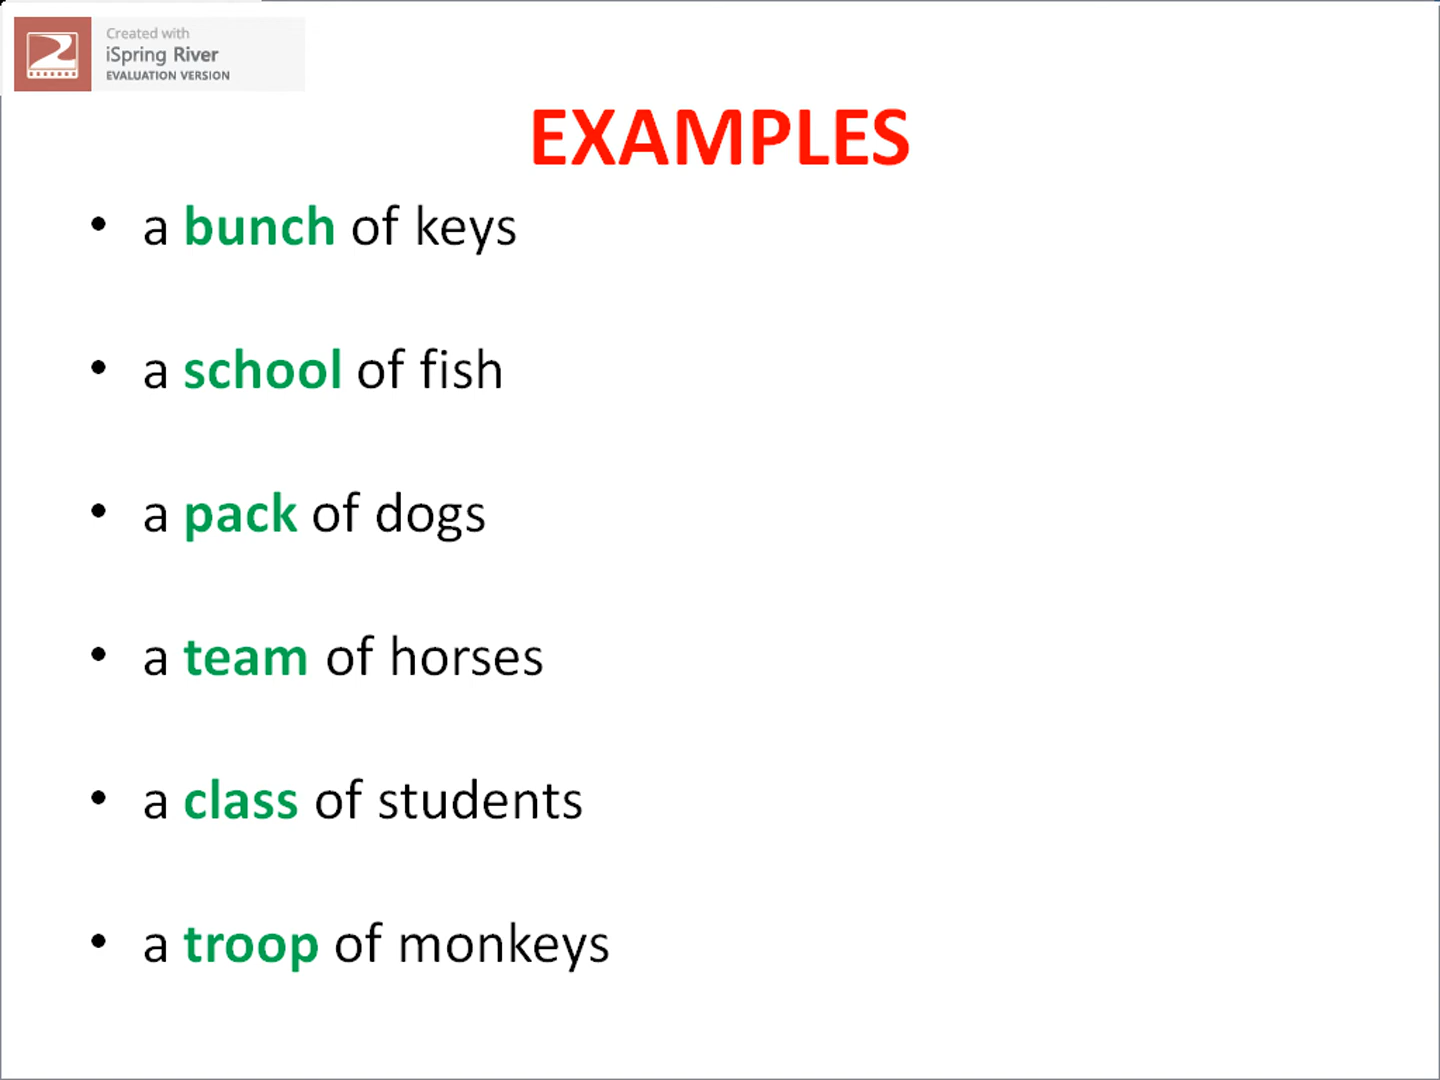 Created with
iSpring River
EVALUATION VERSION
EXAMPLES
• a bunch of keys
• a school of fish
• a pack of dogs
• a team of horses
• a class of students
• a troop of monkeys